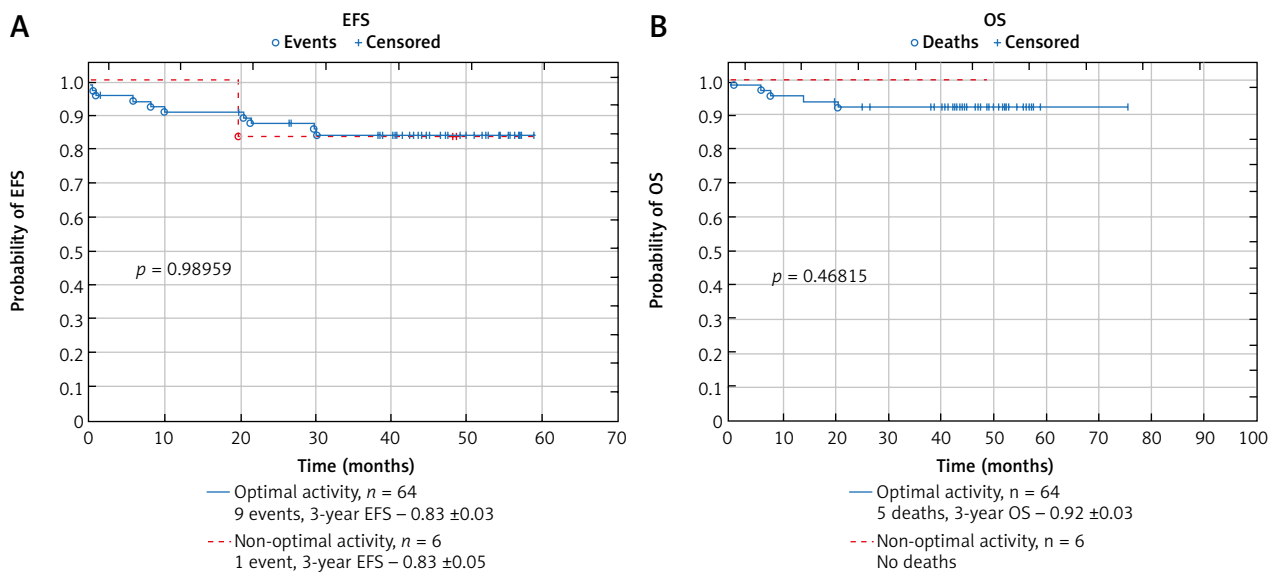 A
EFS
Events Censored
1.0
0.9
0.8
0.7
0.6
0.5
0.4
0.3
0.2
0.1
0
Probability of EFS
p = 0.98959
0 10 20 30 40 50 60 70
Time (months)
Optimal activity, n = 64
9 events, 3-year EFS – 0.83 ±0.03
Non-optimal activity, n = 6
1 event, 3-year EFS – 0.83 ±0.05
B
OS
Deaths Censored
1.0
0.9
0.8
0.7
0.6
0.5
0.4
0.3
0.2
0.1
0
Probability of OS
p = 0.46815
0 10 20 30 40 50 60 70 80 90 100
Time (months)
Optimal activity, n = 64
5 deaths, 3-year OS – 0.92 ±0.03
Non-optimal activity, n = 6
No deaths